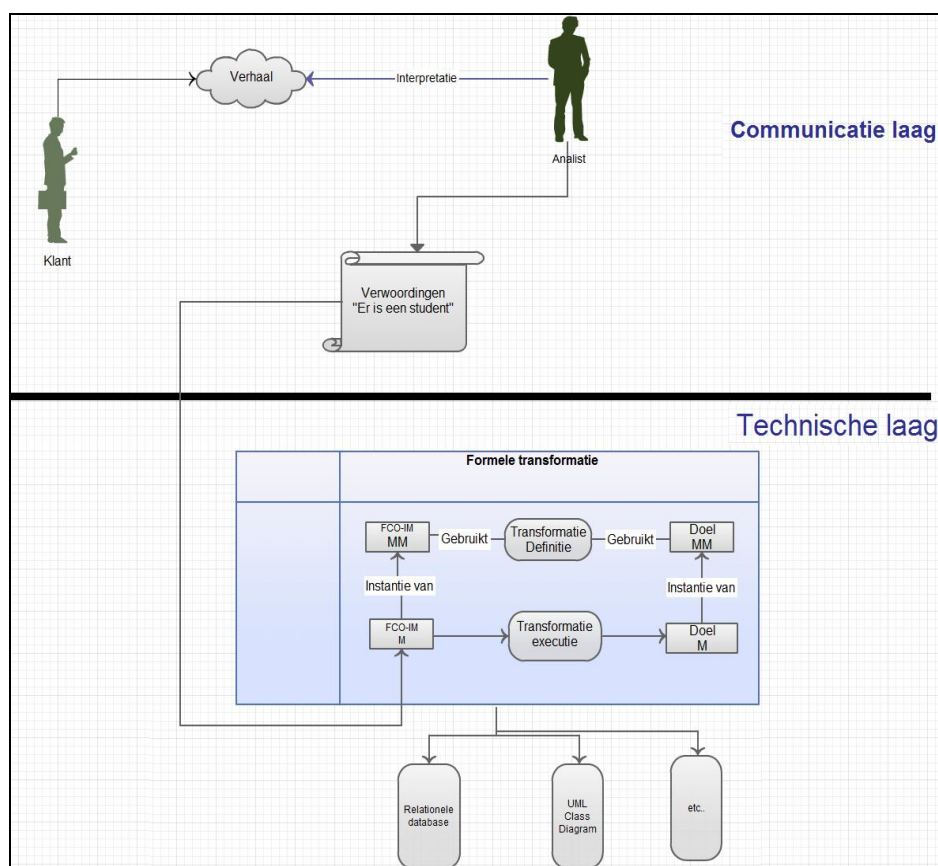 Verhaal
Interpretatie
Communicatie laag
Analist
Klant
Verwoordingen
"Er is een student"
Technische laag
Formele transformatie
FCO-IM
MM
Gebruikt
Transformatie
Definitie
Gebruikt
Doel
MM
Instantie van
Instantie van
FCO-IM
M
Transformatie
executie
Doel
M
Relationele
database
UML
Class
Diagram
etc..